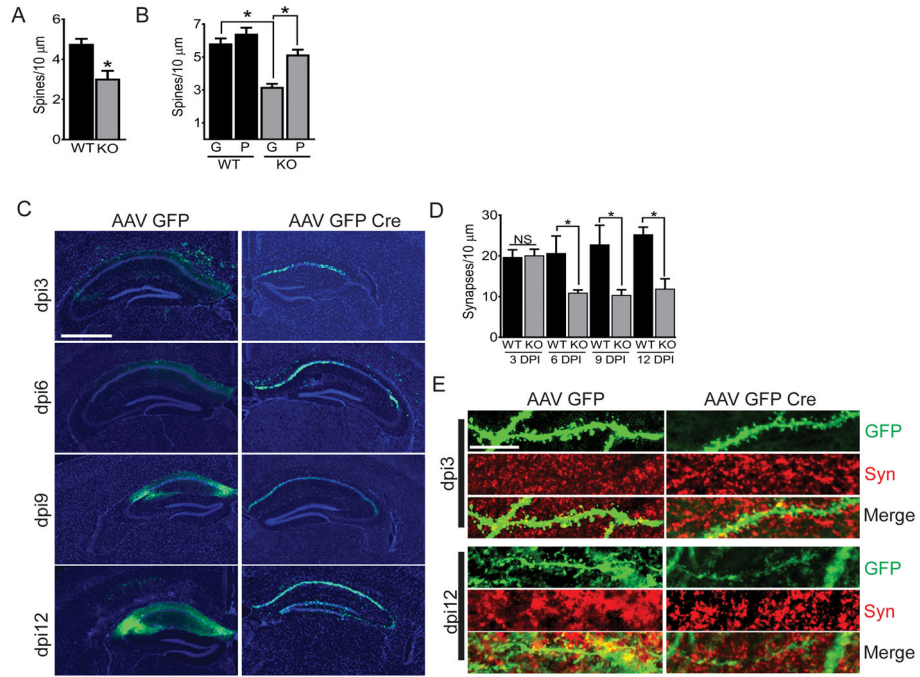 A
Spines/10 μm
6
4
2
0
*
WT KO
B
Spines/10 μm
7
5
3
1
* *
G P G P
WT KO
C
AAV GFP AAV GFP Cre
dpi3
dpi6
dpi9
dpi12
D
Synapses/10 μm
30
20
10
0
NS * * *
WT KO WT KO WT KO WT KO
3 DPI 6 DPI 9 DPI 12 DPI
E
AAV GFP AAV GFP Cre
dpi3
GFP
Syn
Merge
dpi12
GFP
Syn
Merge